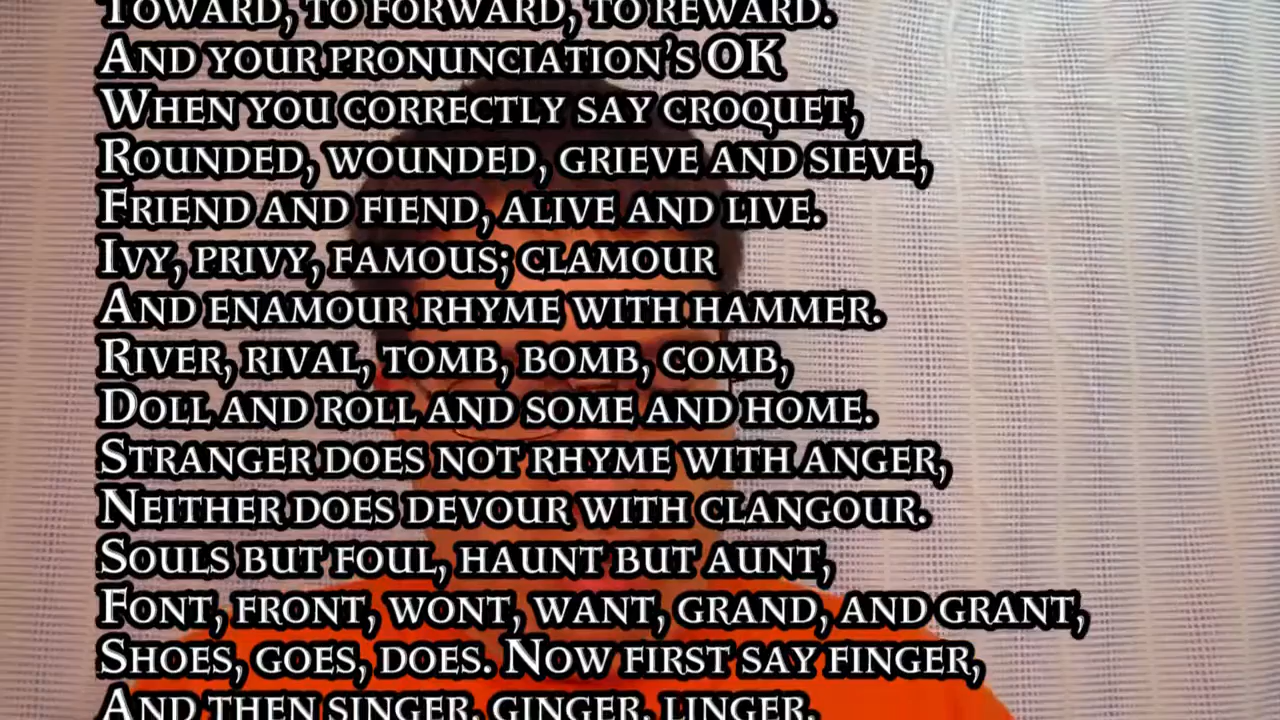 Toward, to forward, to reward.
And your pronunciation's OK
When you correctly say croquet,
Rounded, wounded, grieve and sieve,
Friend and fiend, alive and live.
Ivy, privy, famous; clamour
And enamour rhyme with hammer.
River, rival, tomb, bomb, comb,
Doll and roll and some and home.
Stranger does not rhyme with anger,
Neither does devour with clangour.
Souls but foul, haunt but aunt,
Font, front, wont, want, grand, and grant,
Shoes, goes, does. Now first say finger,
And then singer, ginger, linger,